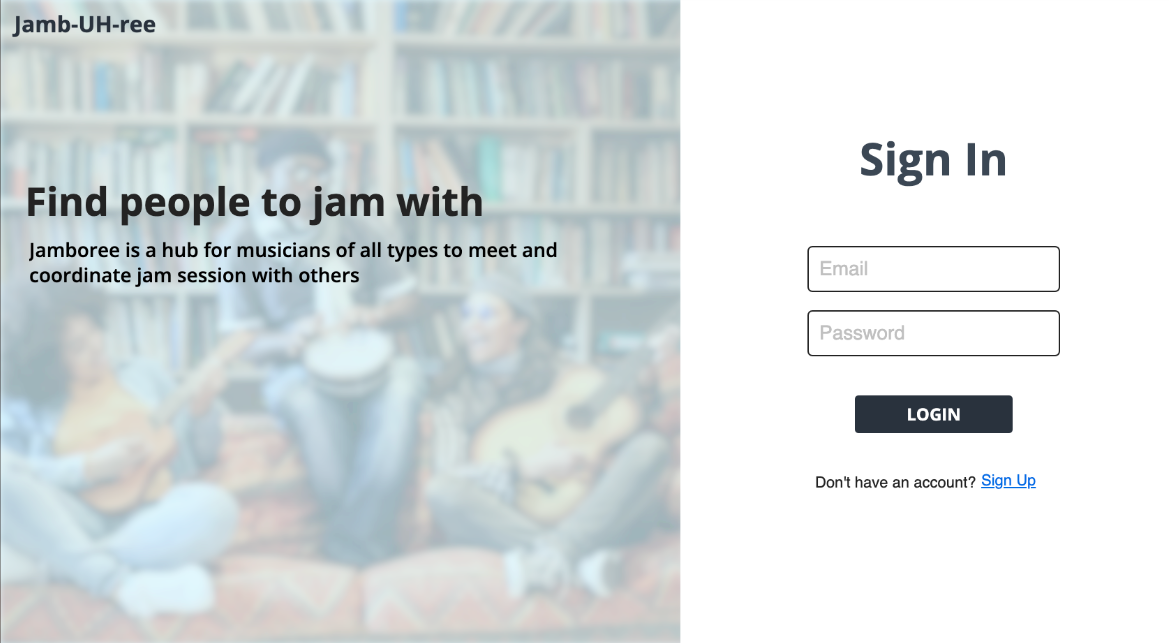 Jamb-UH-ree
Find people to jam with
Jamboree is a hub for musicians of all types to meet and
coordinate jam session with others
Sign In
Email
Password
LOGIN
Don't have an account? Sign Up